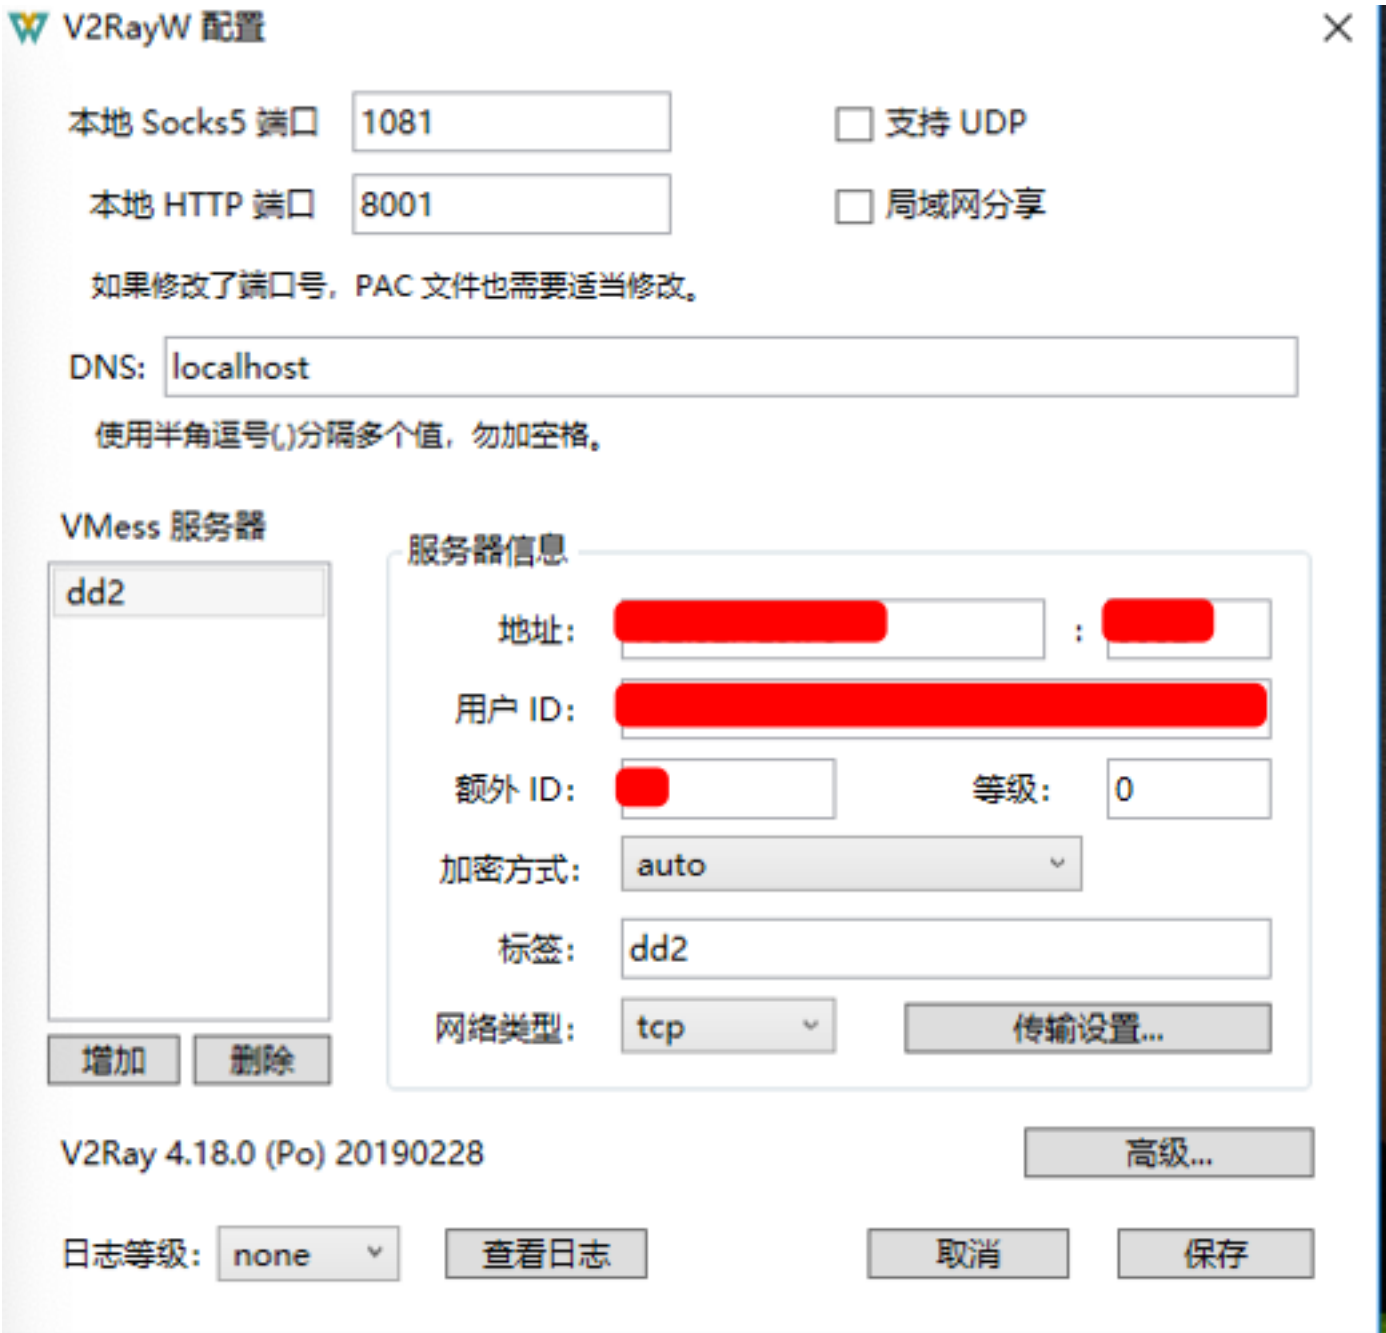 V2RayW 配置
本地 Socks5 端口 1081 支持 UDP
本地 HTTP 端口 8001 局域网分享
如果修改了端口号，PAC 文件也需要适当修改。
DNS: localhost
使用半角逗号(,)分隔多个值，勿加空格。
VMess 服务器
dd2
服务器信息
地址： :
用户 ID：
额外 ID： 等级： 0
加密方式： auto
标签： dd2
网络类型： tcp 传输设置...
增加 删除
V2Ray 4.18.0 (Po) 20190228
高级...
日志等级： none 查看日志 取消 保存